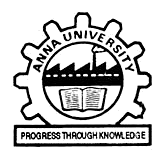 ANNA UNIVERSITY
PROGRESS THROUGH KNOWLEDGE